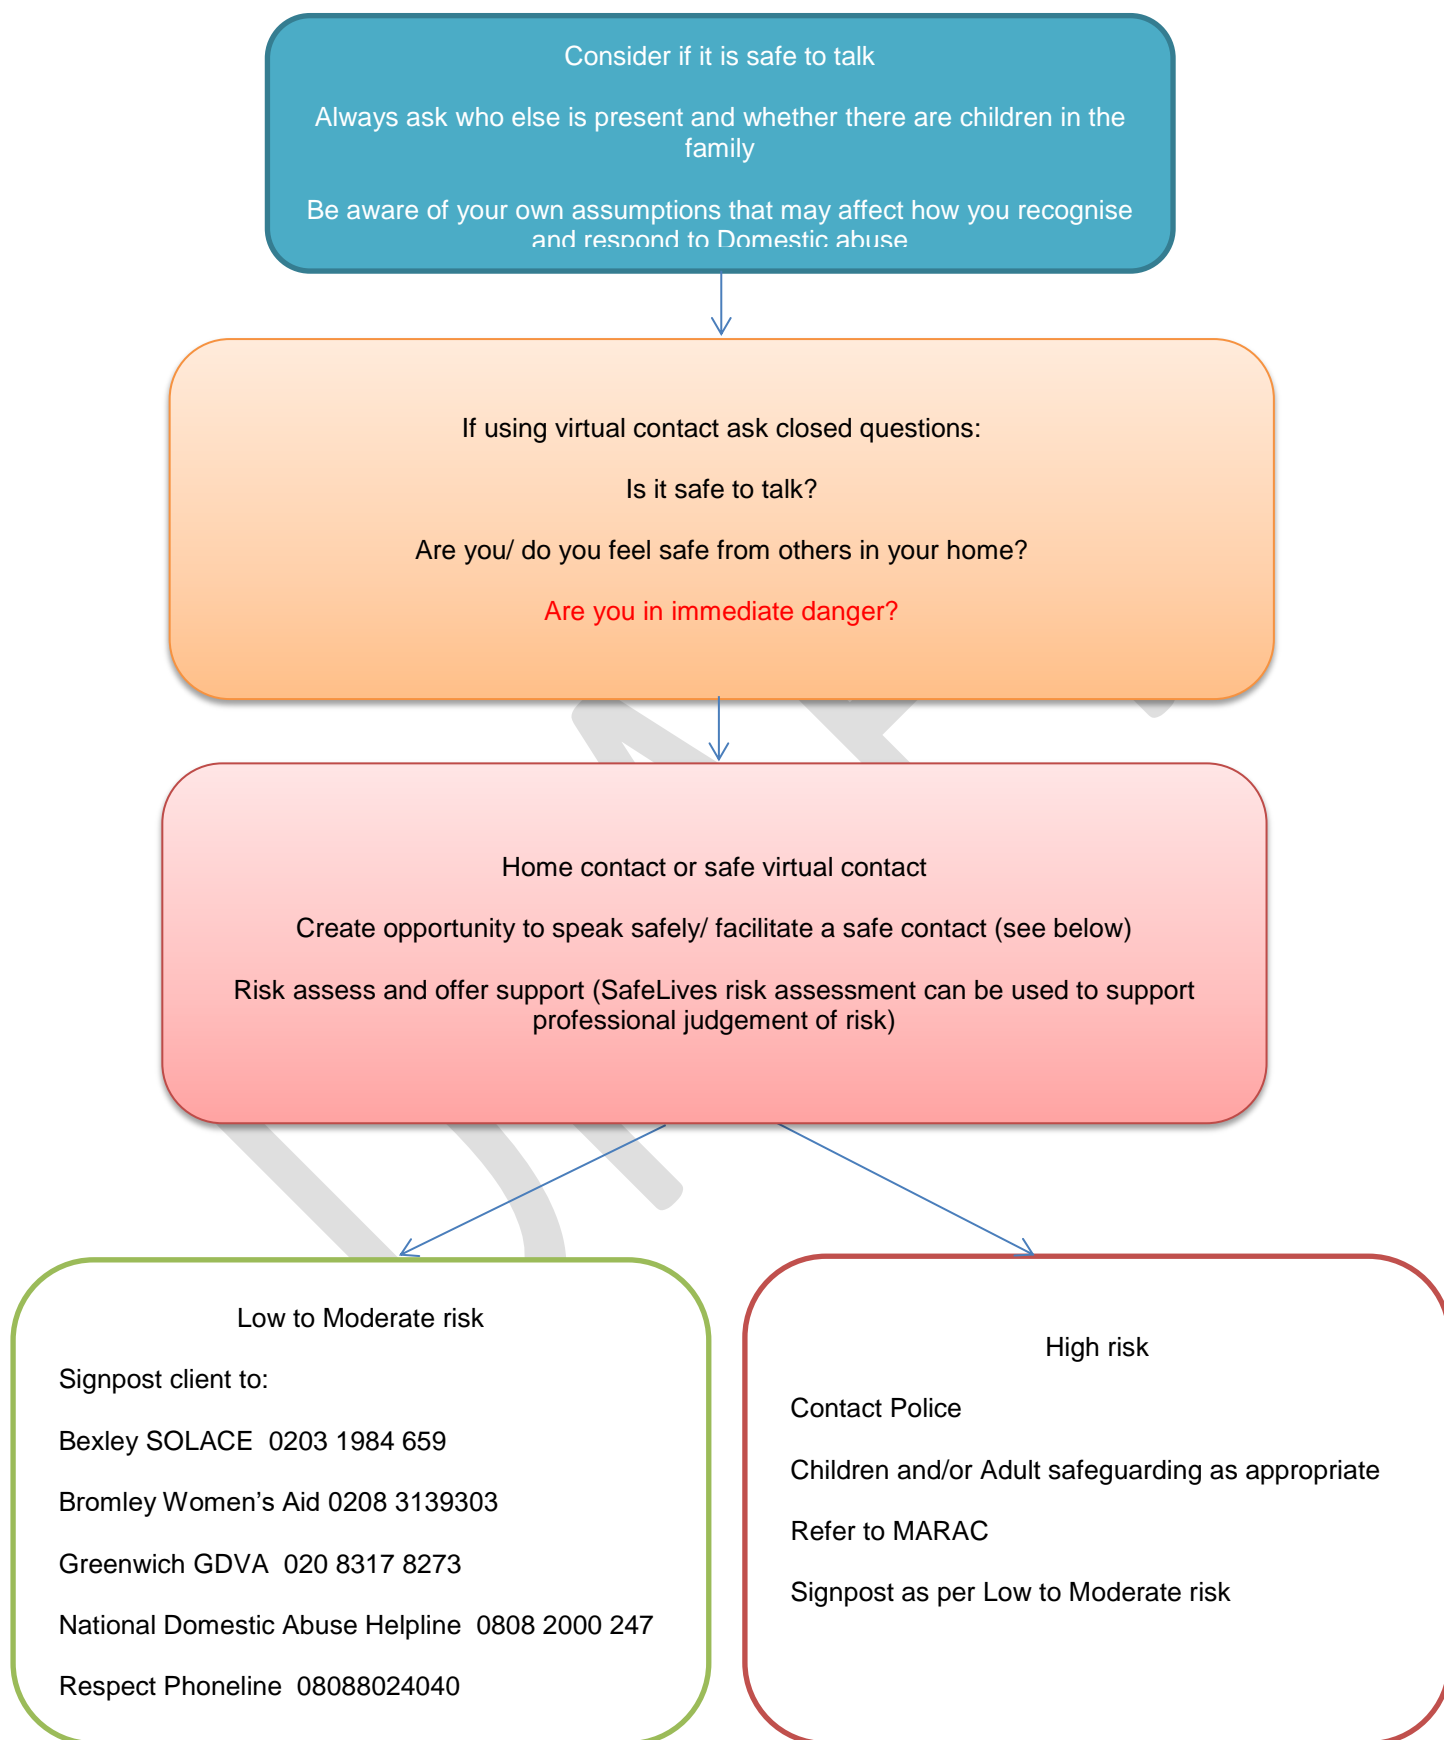 Consider if it is safe to talk
Always ask who else is present and whether there are children in the
family
Be aware of your own assumptions that may affect how you recognise
and respond to Domestic abuse
If using virtual contact ask closed questions:
Is it safe to talk?
Are you/ do you feel safe from others in your home?
Are you in immediate danger?
Home contact or safe virtual contact
Create opportunity to speak safely/ facilitate a safe contact (see below)
Risk assess and offer support (SafeLives risk assessment can be used to support
professional judgement of risk)
Low to Moderate risk
Signpost client to:
Bexley SOLACE  0203 1984 659
Bromley Women’s Aid 0208 3139303
Greenwich GDVA  020 8317 8273
National Domestic Abuse Helpline  0808 2000 247
Respect Phoneline  08088024040
High risk
Contact Police
Children and/or Adult safeguarding as appropriate
Refer to MARAC
Signpost as per Low to Moderate risk